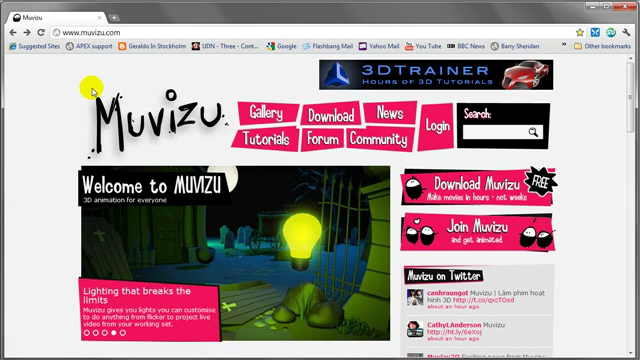 Muvizu
www.muvizu.com
Suggested Sites
APEX support
Geraldo In Stockholm
UDN - Three - Cont...
Google
Flashbang Mail
Yahoo Mail
You Tube
BBC News
Barry Sheridan
Other bookmarks
3DTRAINER
HOURS OF 3D TUTORIALS
Muvizu
Gallery
Download
News
Login
Search:
Tutorials
Forum
Community
Welcome to MUVIZU
3D animation for everyone
Download Muvizu
FREE
Make movies in hours - not weeks
Join Muvizu
and get animated.
Muvizu on Twitter
canhraungot Muvizu | Làm phim hoạt
hình 3D http://t.co/qxcTOsd
about an hour ago
CathyLAnderson Muvizu
http://ht.ly/6eXoJ
about an hour ago
Lighting that breaks the
limits
Muvizu gives you lights you can customise
to do anything from flicker to project live
video from your working set.